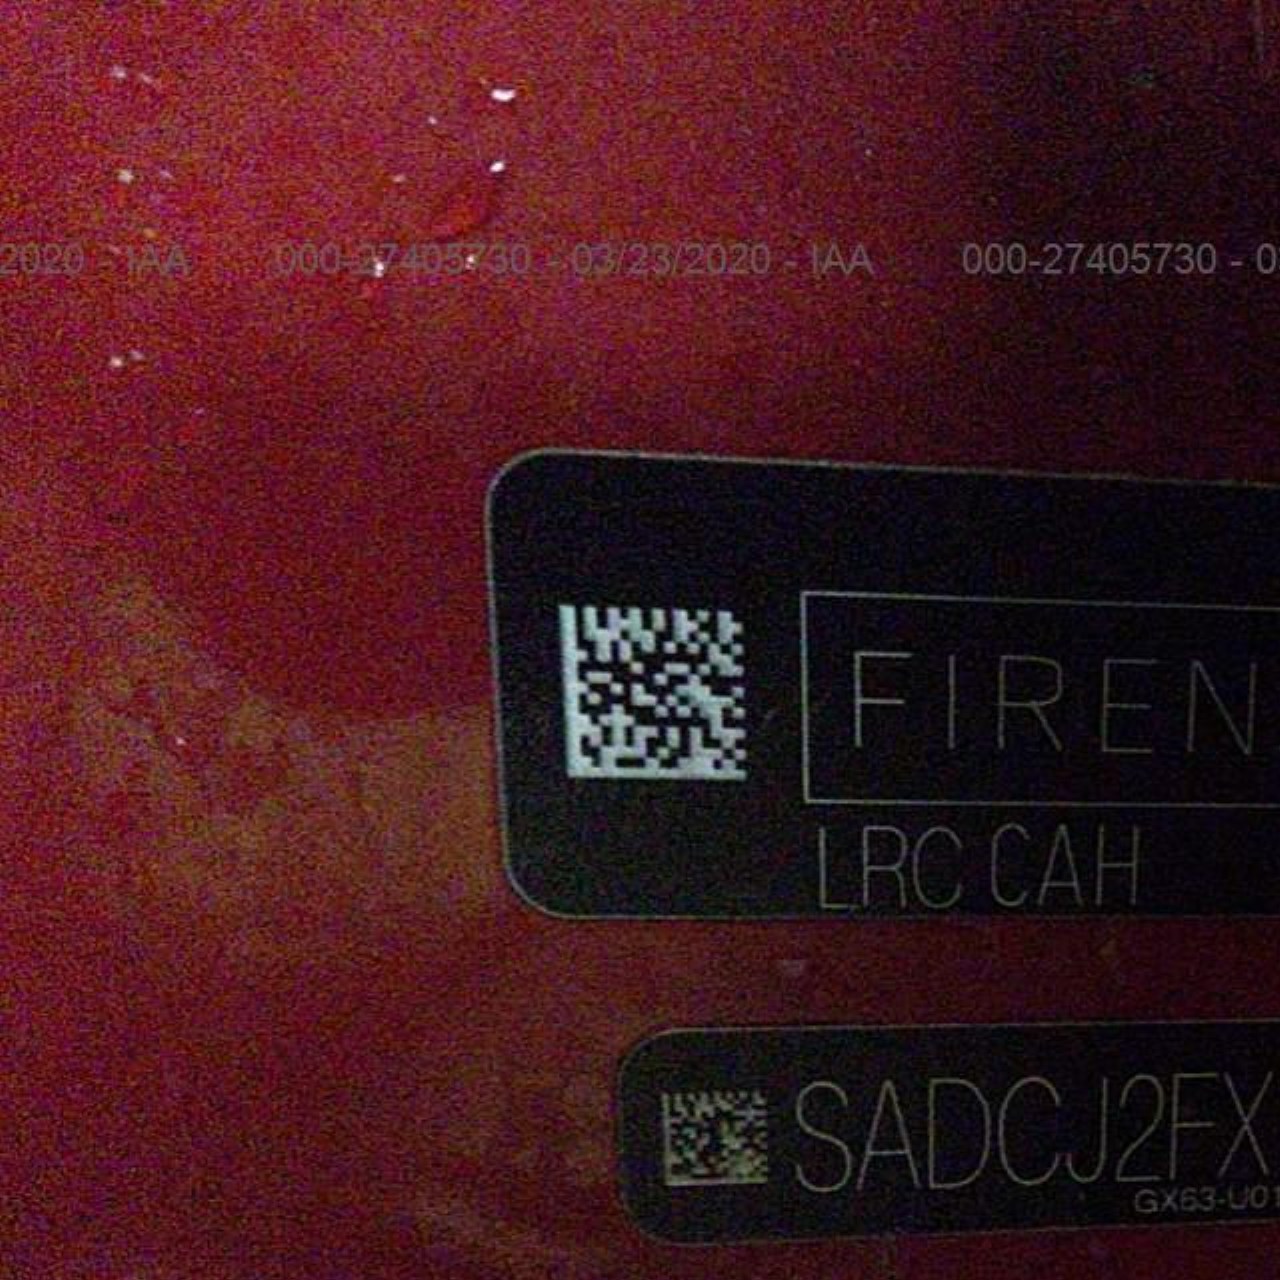 2020 - IAA 000-27405730 - 03/23/2020 - IAA 000-27405730 - 0
FIREN
LRC CAH
SADCJ2FX
GX63-U01